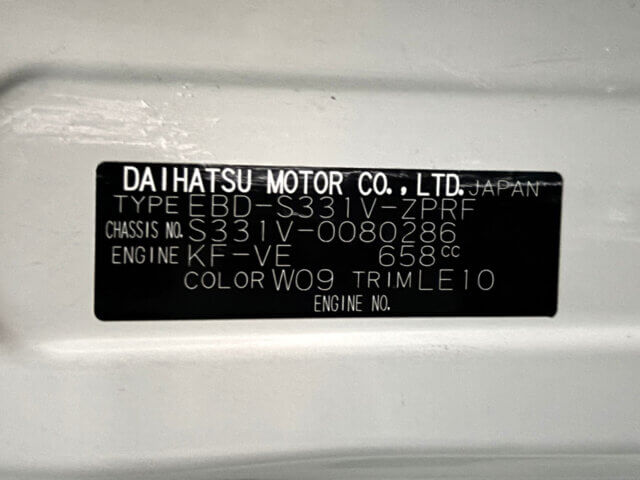 DAIHATSU MOTOR CO.,LTD. JAPAN
TYPE EBD-S331V-ZPRF
CHASSIS NO. S331V-0080286
ENGINE KF-VE 658cc
COLOR W09 TRIM LE10
ENGINE NO.